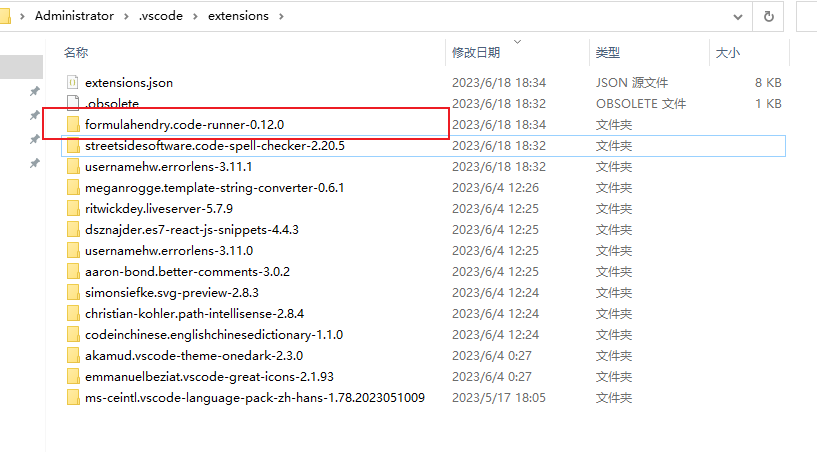 Administrator > .vscode > extensions >
名称 修改日期 类型 大小
extensions.json 2023/6/18 18:34 JSON 源文件 8 KB
.obsolete 2023/6/18 18:32 OBSOLETE 文件 1 KB
formulahendry.code-runner-0.12.0 2023/6/18 18:34 文件夹
streetsidesoftware.code-spell-checker-2.20.5 2023/6/18 18:32 文件夹
usernamehw.errorlens-3.11.1 2023/6/18 18:32 文件夹
meganrogge.template-string-converter-0.6.1 2023/6/4 12:26 文件夹
ritwickdey.liveserver-5.7.9 2023/6/4 12:25 文件夹
dsznajder.es7-react-js-snippets-4.4.3 2023/6/4 12:25 文件夹
usernamehw.errorlens-3.11.0 2023/6/4 12:25 文件夹
aaron-bond.better-comments-3.0.2 2023/6/4 12:25 文件夹
simonsiefke.svg-preview-2.8.3 2023/6/4 12:24 文件夹
christian-kohler.path-intellisense-2.8.4 2023/6/4 12:24 文件夹
codeinchinese.englishchinesedictionary-1.1.0 2023/6/4 12:24 文件夹
akamud.vscode-theme-onedark-2.3.0 2023/6/4 0:27 文件夹
emmanuelbeziat.vscode-great-icons-2.1.93 2023/6/4 0:27 文件夹
ms-ceintl.vscode-language-pack-zh-hans-1.78.2023051009 2023/5/17 18:05 文件夹